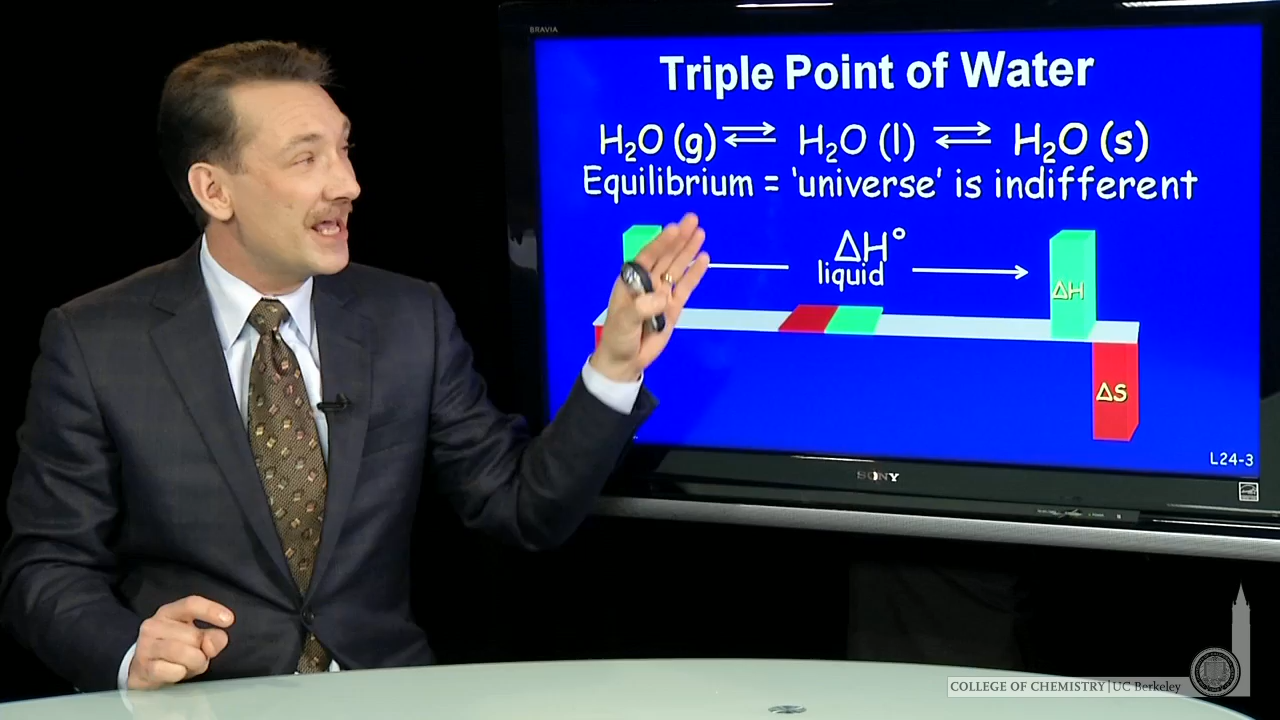 BRAVIA
Triple Point of Water
H₂O (g) ⇌ H₂O (l) ⇌ H₂O (s)
Equilibrium = 'universe' is indifferent
ΔH°
liquid
ΔH
ΔS
L24-3
SONY
COLLEGE OF CHEMISTRY | UC Berkeley